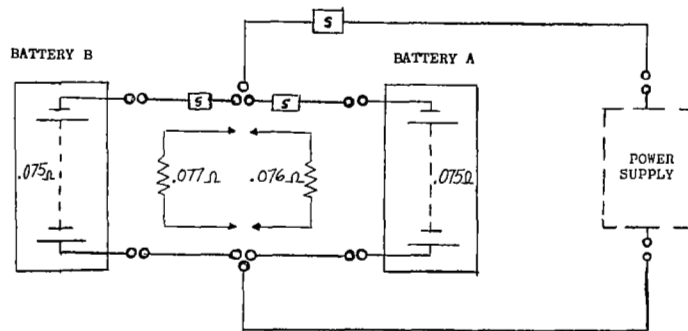 S
BATTERY B
BATTERY A
S
S
.075Ω
.077Ω
.076Ω
.075Ω
POWER
SUPPLY